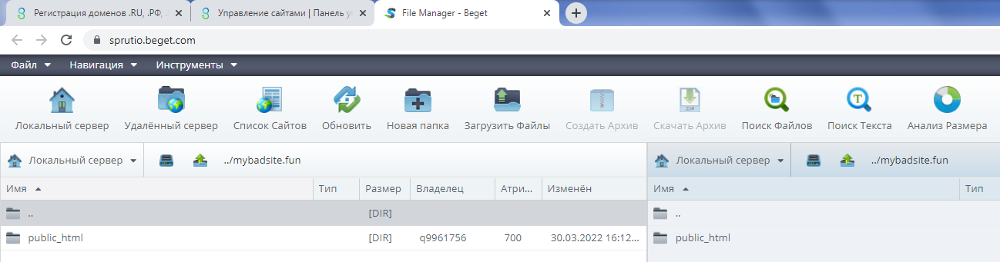 Регистрация доменов .RU, .РФ, .
Управление сайтами | Панель у
File Manager - Beget
sprutio.beget.com
Файл Навигация Инструменты
Локальный сервер Удалённый сервер Список Сайтов Обновить Новая папка Загрузить Файлы Создать Архив Скачать Архив Поиск Файлов Поиск Текста Анализ Размера
Локальный сервер ../mybadsite.fun Локальный сервер ../mybadsite.fun
Имя Тип Размер Владелец Атри... Изменён Имя Тип
.. [DIR] ..
public_html [DIR] q9961756 700 30.03.2022 16:12... public_html